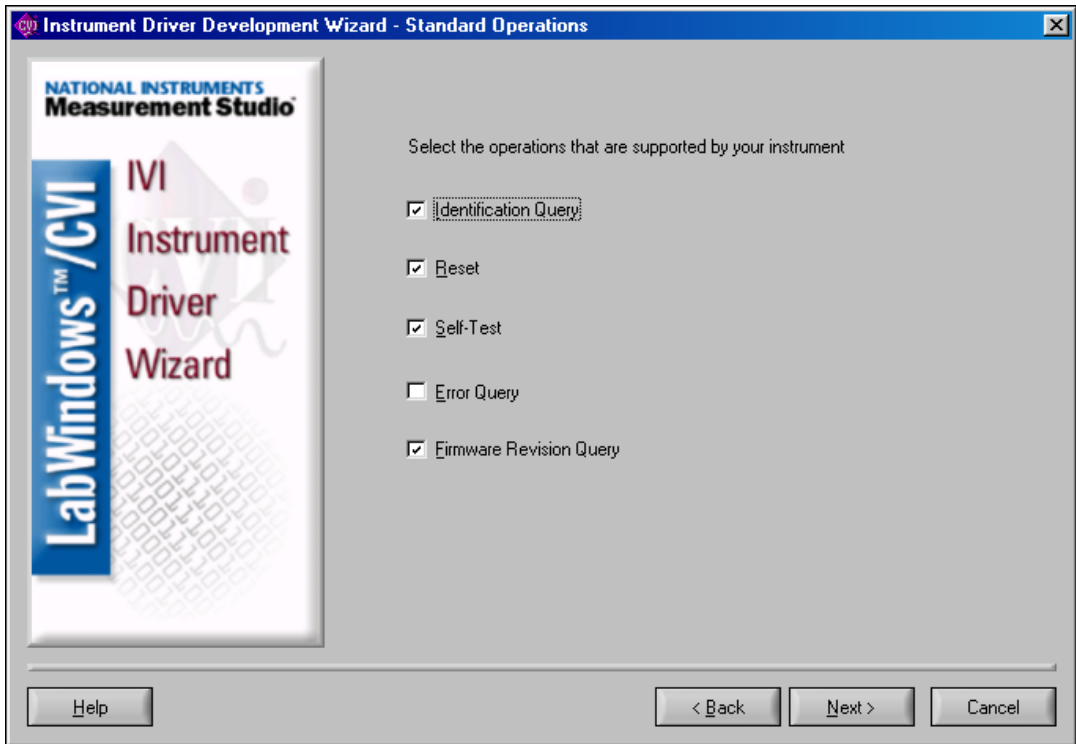 CVI Instrument Driver Development Wizard - Standard Operations
NATIONAL INSTRUMENTS
Measurement Studio
LabWindows™/CVI
IVI
Instrument
Driver
Wizard
Select the operations that are supported by your instrument
Identification Query
Reset
Self-Test
Error Query
Firmware Revision Query
Help
< Back
Next >
Cancel